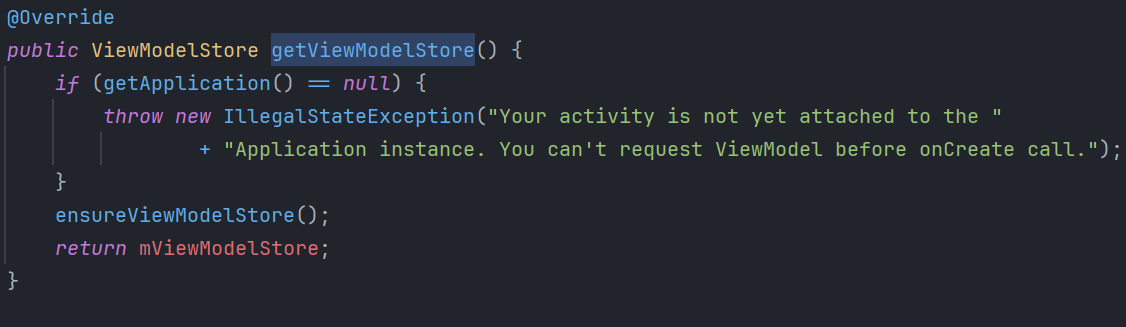 @Override
public ViewModelStore getViewModelStore() {
    if (getApplication() == null) {
        throw new IllegalStateException("Your activity is not yet attached to the "
                + "Application instance. You can't request ViewModel before onCreate call.");
    }
    ensureViewModelStore();
    return mViewModelStore;
}